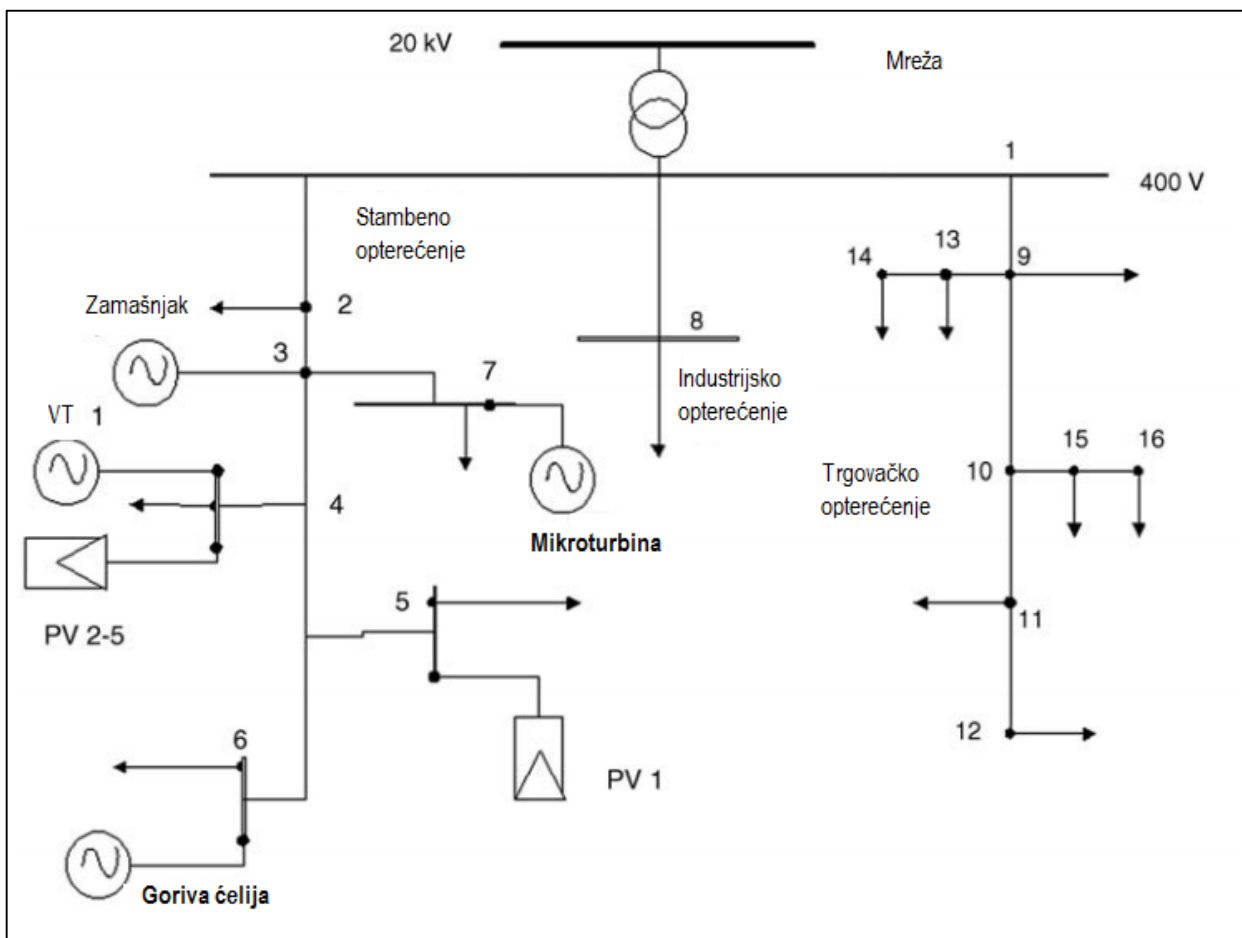 20 kV
Mreža
1
400 V
Stambeno
opterećenje
14
13
9
Zamašnjak
2
8
3
7
Industrijsko
opterećenje
VT 1
15
16
10
Trgovačko
opterećenje
4
Mikroturbina
5
11
PV 2-5
12
6
PV 1
Goriva ćelija